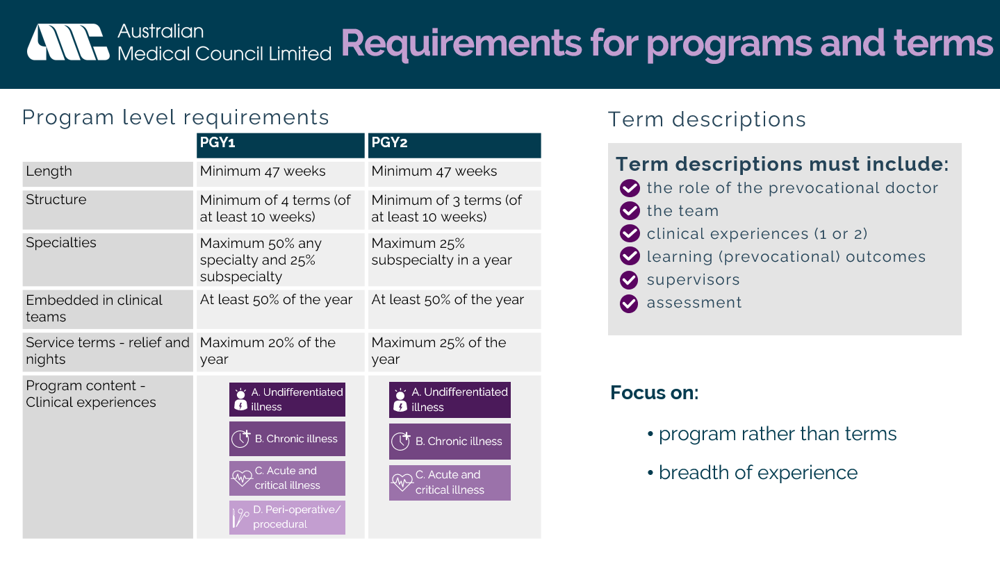 Australian
Medical Council Limited
Requirements for programs and terms
Program level requirements
PGY1
PGY2
Length
Minimum 47 weeks
Minimum 47 weeks
Structure
Minimum of 4 terms (of
at least 10 weeks)
Minimum of 3 terms (of
at least 10 weeks)
Specialties
Maximum 50% any
specialty and 25%
subspecialty
Maximum 25%
subspecialty in a year
Embedded in clinical
teams
At least 50% of the year
At least 50% of the year
Service terms - relief and
nights
Maximum 20% of the
year
Maximum 25% of the
year
Program content -
Clinical experiences
A. Undifferentiated
illness
B. Chronic illness
C. Acute and
critical illness
D. Peri-operative/
procedural
A. Undifferentiated
illness
B. Chronic illness
C. Acute and
critical illness
Term descriptions
Term descriptions must include:
the role of the prevocational doctor
the team
clinical experiences (1 or 2)
learning (prevocational) outcomes
supervisors
assessment
Focus on:
• program rather than terms
• breadth of experience